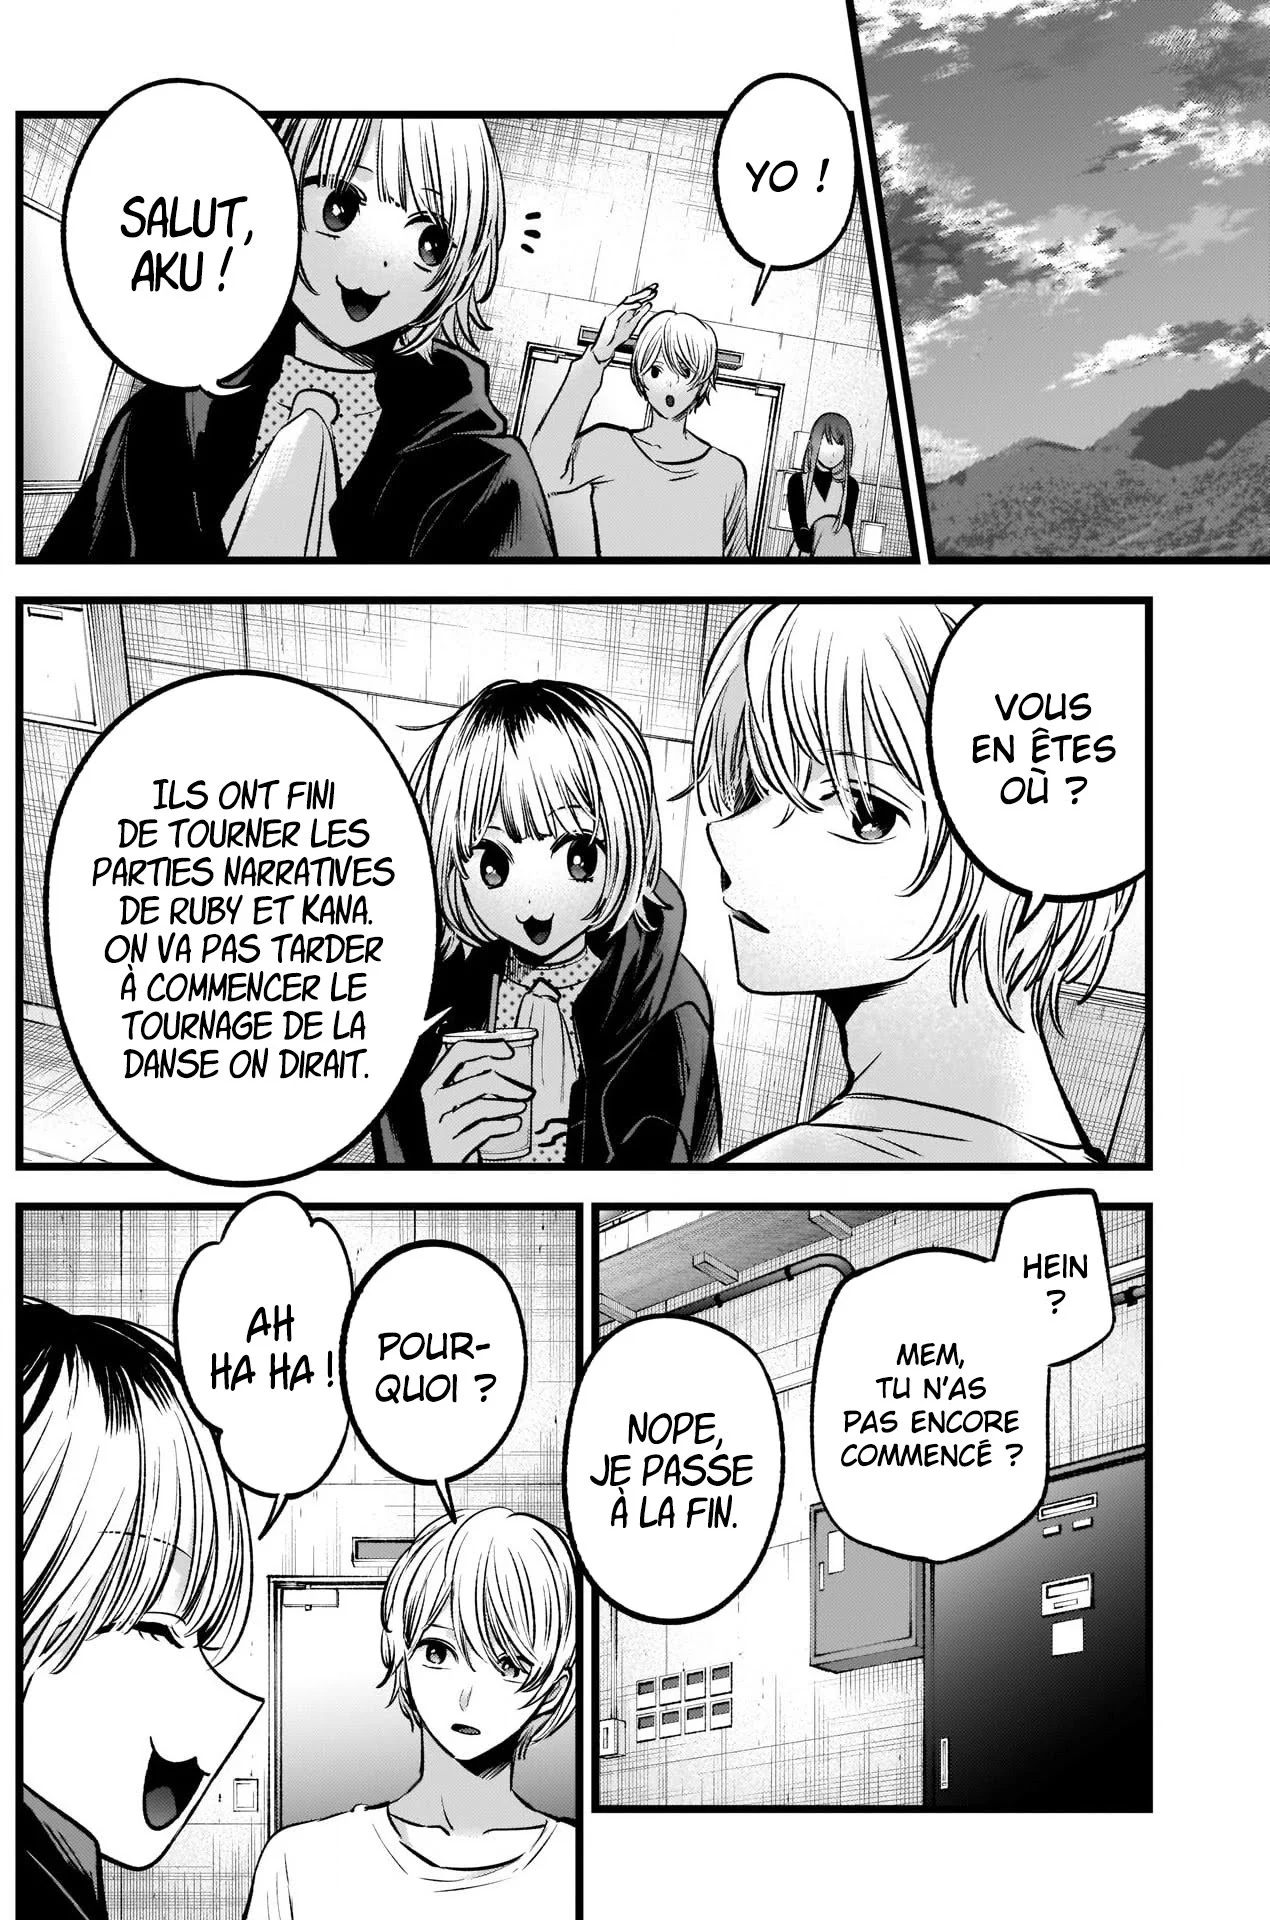 YO !
SALUT,
AKU !
VOUS
EN ÊTES
OÙ ?
ILS ONT FINI
DE TOURNER LES
PARTIES NARRATIVES
DE RUBY ET KANA.
ON VA PAS TARDER
À COMMENCER LE
TOURNAGE DE LA
DANSE ON DIRAIT.
HEIN
?
MEM,
TU N'AS
PAS ENCORE
COMMENCÉ ?
NOPE,
JE PASSE
À LA FIN.
POUR-
QUOI ?
AH
HA HA !